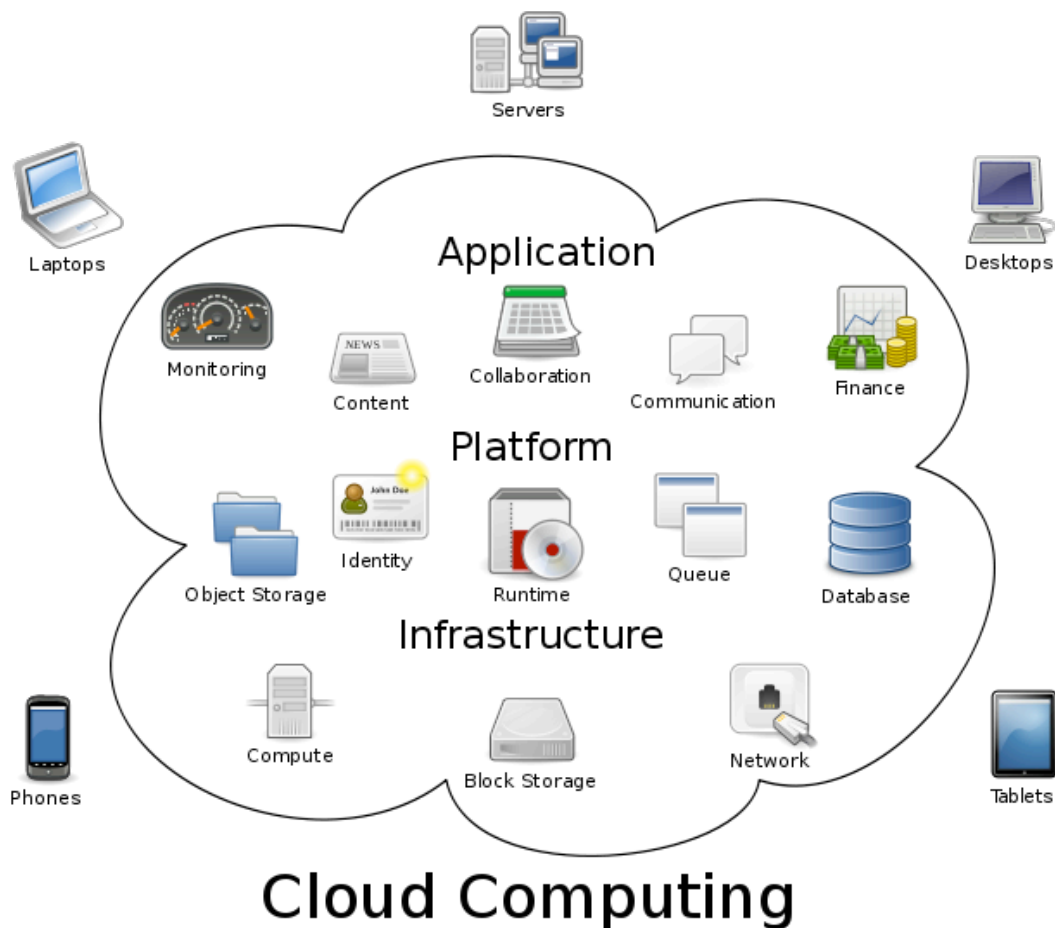 Servers
Laptops
Desktops
Application
Monitoring
NEWS
Content
Collaboration
Communication
Finance
Platform
Object Storage
John Doe
Identity
Runtime
Queue
Database
Infrastructure
Compute
Block Storage
Network
Phones
Tablets
Cloud Computing